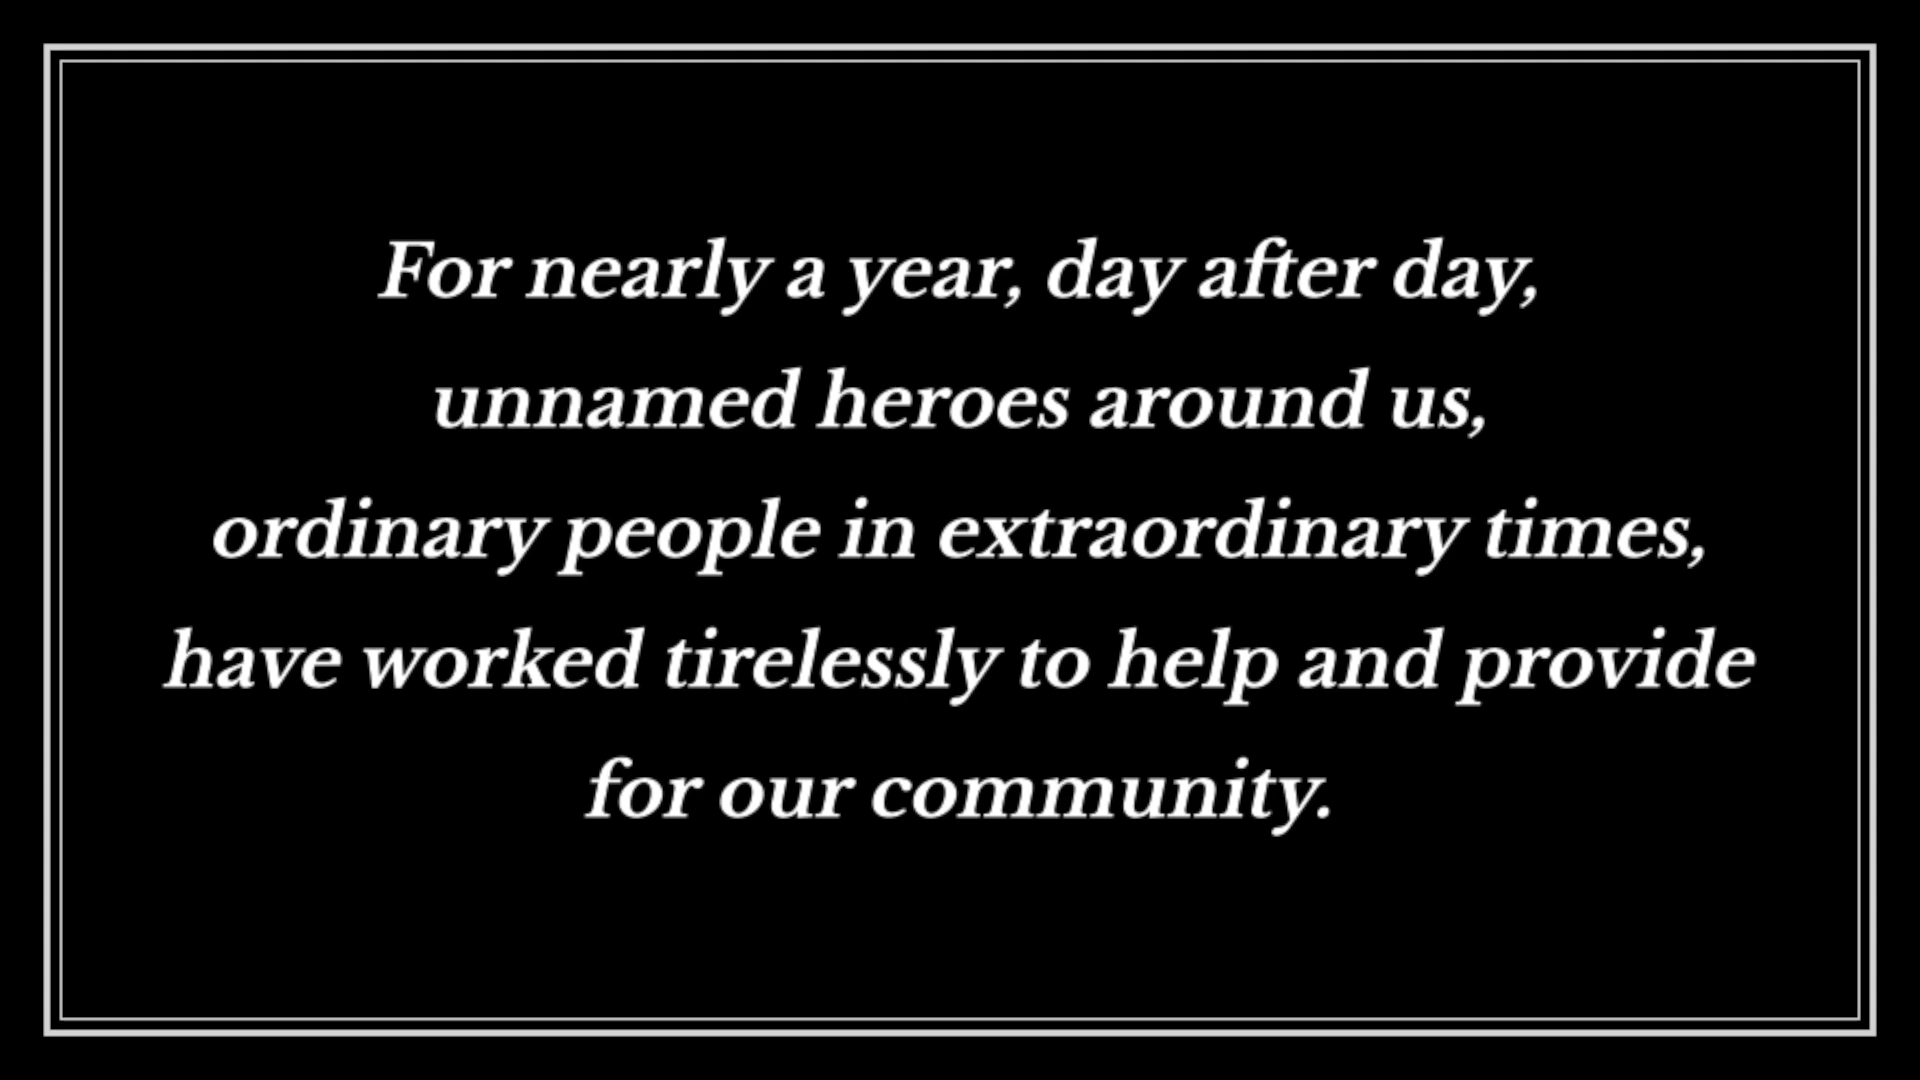 For nearly a year, day after day,
unnamed heroes around us,
ordinary people in extraordinary times,
have worked tirelessly to help and provide
for our community.